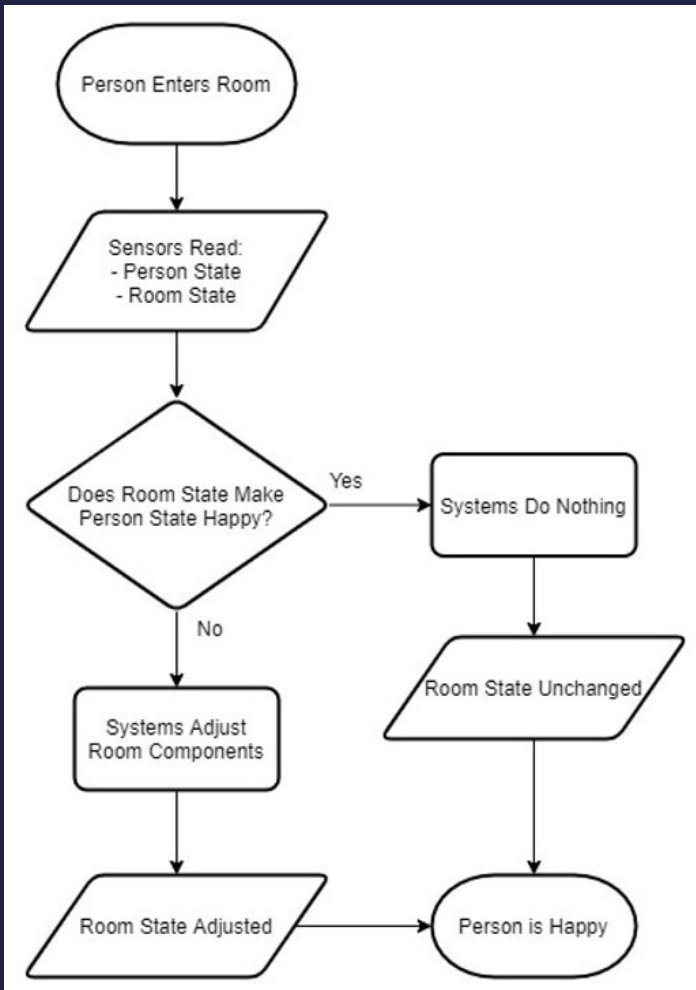 Person Enters Room
Sensors Read:
- Person State
- Room State
Does Room State Make
Person State Happy?
Yes
Systems Do Nothing
No
Room State Unchanged
Systems Adjust
Room Components
Room State Adjusted
Person is Happy